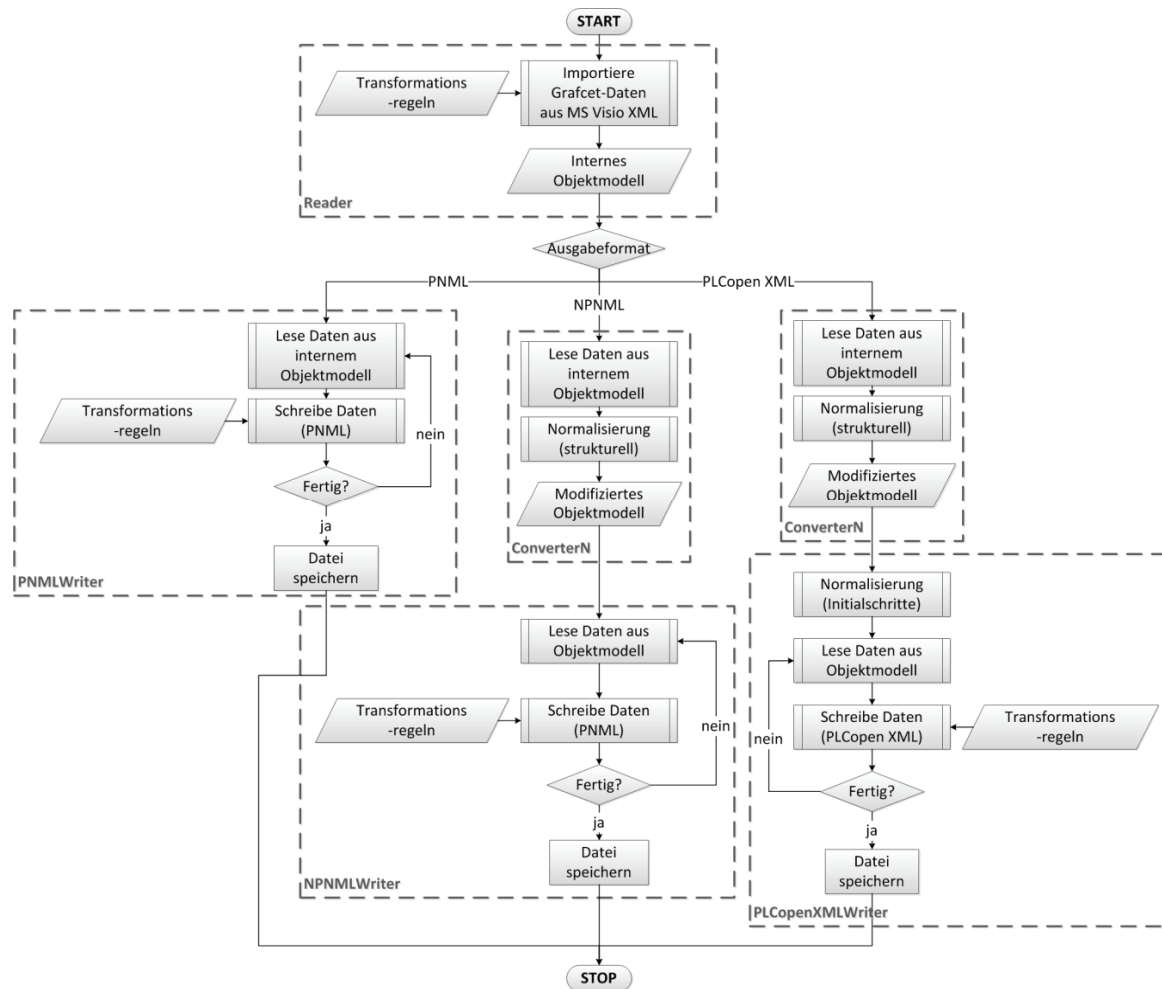 START
Transformations
-regeln
Importiere
Grafcet-Daten
aus MS Visio XML
Internes
Objektmodell
Reader
Ausgabeformat
PNML
NPNML
PLCopen XML
Lese Daten aus
internem
Objektmodell
Transformations
-regeln
Schreibe Daten
(PNML)
nein
Fertig?
ja
Datei
speichern
PNMLWriter
Lese Daten aus
internem
Objektmodell
Normalisierung
(strukturell)
Modifiziertes
Objektmodell
ConverterN
Lese Daten aus
internem
Objektmodell
Normalisierung
(strukturell)
Modifiziertes
Objektmodell
ConverterN
Lese Daten aus
Objektmodell
Transformations
-regeln
Schreibe Daten
(PNML)
nein
Fertig?
ja
Datei
speichern
NPNMLWriter
Normalisierung
(Initialschritte)
Lese Daten aus
Objektmodell
nein
Schreibe Daten
(PLCopen XML)
Transformations
-regeln
Fertig?
ja
Datei
speichern
PLCopenXMLWriter
STOP